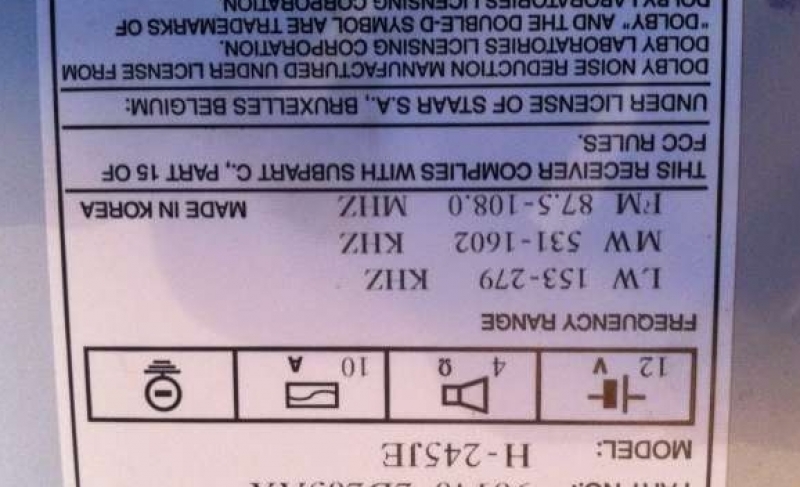 MODEL: H-245JE
12 V 4 Ω 10 A
FREQUENCY RANGE
LW 153-279 KHZ
MW 531-1602 KHZ
FM 87.5-108.0 MHZ MADE IN KOREA
THIS RECEIVER COMPLIES WITH SUBPART C., PART 15 OF
FCC RULES.
UNDER LICENSE OF STAAR S.A., BRUXELLES BELGIUM:
DOLBY NOISE REDUCTION MANUFACTURED UNDER LICENSE FROM
DOLBY LABORATORIES LICENSING CORPORATION.
"DOLBY" AND THE DOUBLE-D SYMBOL ARE TRADEMARKS OF
DOLBY LABORATORIES LICENSING CORPORATION